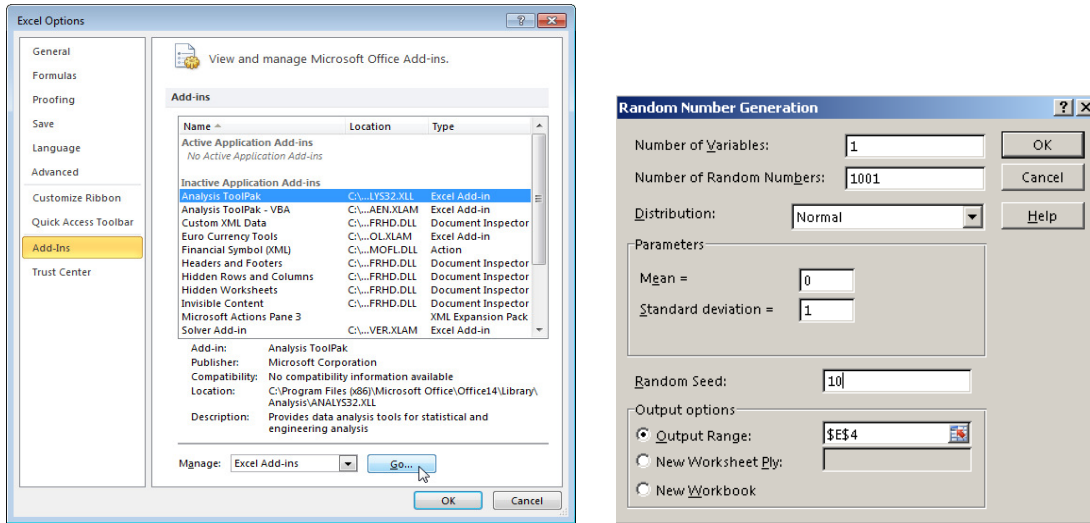 Excel Options
General
Formulas
Proofing
Save
Language
Advanced
Customize Ribbon
Quick Access Toolbar
Add-Ins
Trust Center
View and manage Microsoft Office Add-ins.
Add-ins
Name Location Type
Active Application Add-ins
No Active Application Add-ins
Inactive Application Add-ins
Analysis ToolPak C:\...LYS32.XLL Excel Add-in
Analysis ToolPak - VBA C:\...AEN.XLAM Excel Add-in
Custom XML Data C:\...FRHD.DLL Document Inspector
Euro Currency Tools C:\...OL.XLAM Excel Add-in
Financial Symbol (XML) C:\...MOFL.DLL Action
Headers and Footers C:\...FRHD.DLL Document Inspector
Hidden Rows and Columns C:\...FRHD.DLL Document Inspector
Hidden Worksheets C:\...FRHD.DLL Document Inspector
Invisible Content C:\...FRHD.DLL Document Inspector
Microsoft Actions Pane 3 XML Expansion Pack
Solver Add-in C:\...VER.XLAM Excel Add-in
Add-in: Analysis ToolPak
Publisher: Microsoft Corporation
Compatibility: No compatibility information available
Location: C:\Program Files (x86)\Microsoft Office\Office14\Library\
Analysis\ANALYS32.XLL
Description: Provides data analysis tools for statistical and
engineering analysis
Manage: Excel Add-ins Go...
OK Cancel
Random Number Generation
Number of Variables: 1 OK
Number of Random Numbers: 1001 Cancel
Distribution: Normal Help
Parameters
Mean = 0
Standard deviation = 1
Random Seed: 10
Output options
Output Range: $E$4
New Worksheet Ply:
New Workbook